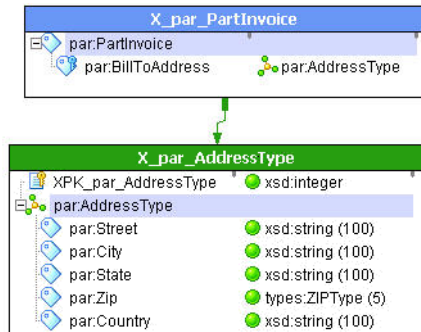 X_par_PartInvoice
par:PartInvoice
par:BillToAddress par:AddressType
X_par_AddressType
XPK_par_AddressType xsd:integer
par:AddressType
par:Street xsd:string (100)
par:City xsd:string (100)
par:State xsd:string (100)
par:Zip types:ZIPType (5)
par:Country xsd:string (100)